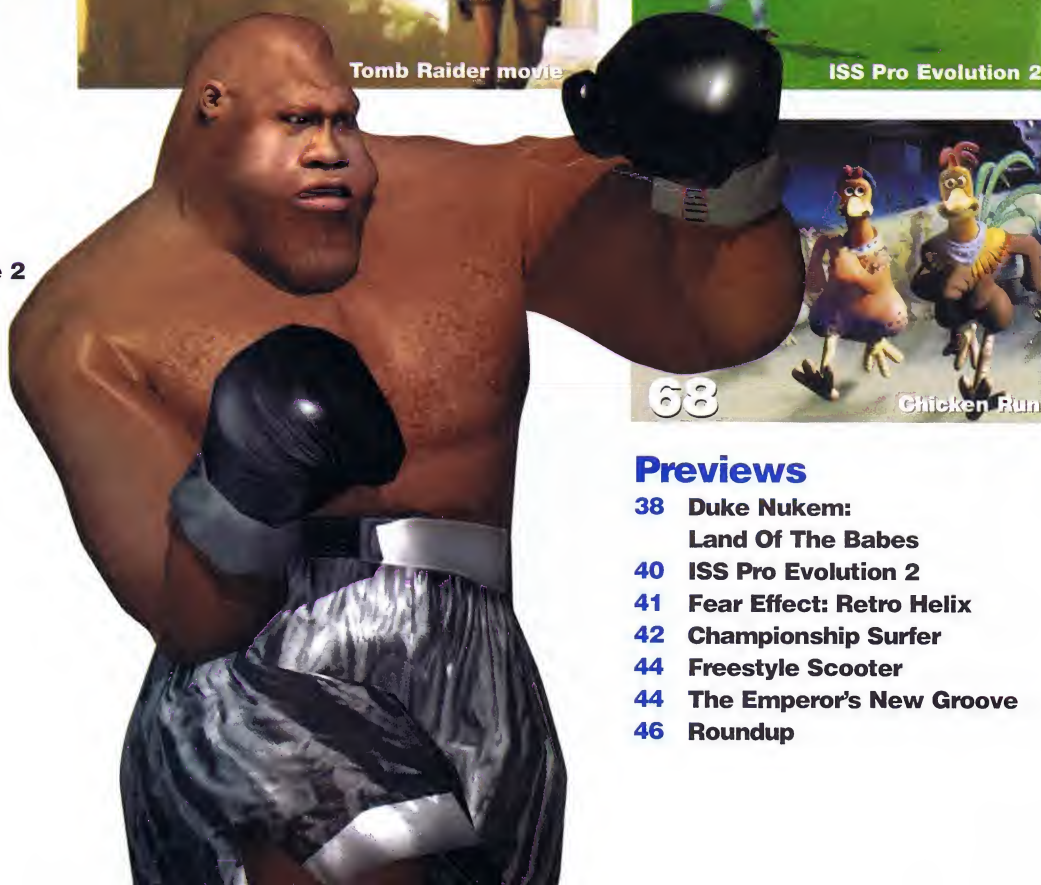 Tomb Raider movie
ISS Pro Evolution 2
2
68
Chicken Run
Previews
38 Duke Nukem:
Land Of The Babes
40 ISS Pro Evolution 2
41 Fear Effect: Retro Helix
42 Championship Surfer
44 Freestyle Scooter
44 The Emperor's New Groove
46 Roundup